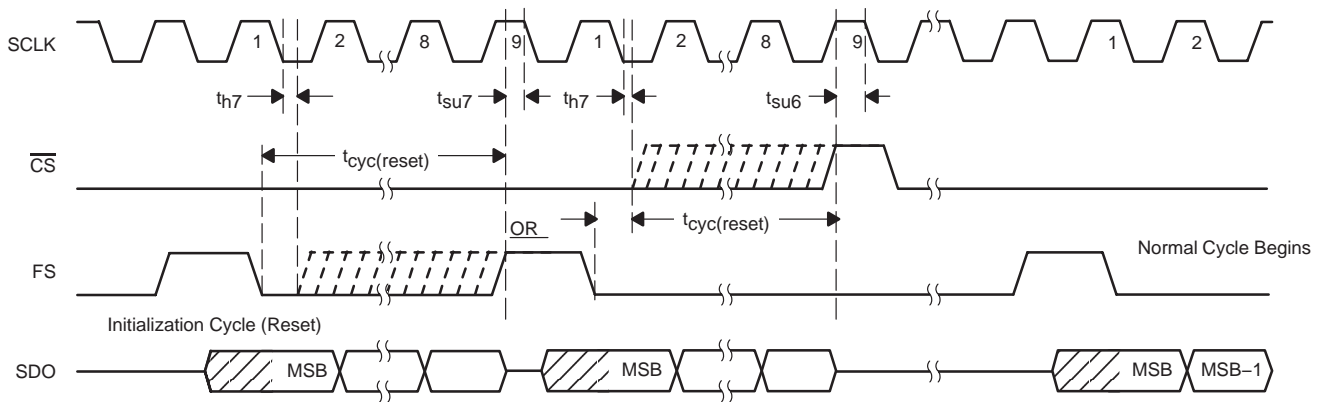 SCLK 1 2 8 9 1 2 8 9 1 2
th7 tsu7 th7 tsu6
CS tcyc(reset)
OR tcyc(reset)
FS Normal Cycle Begins
Initialization Cycle (Reset)
SDO MSB MSB MSB MSB–1